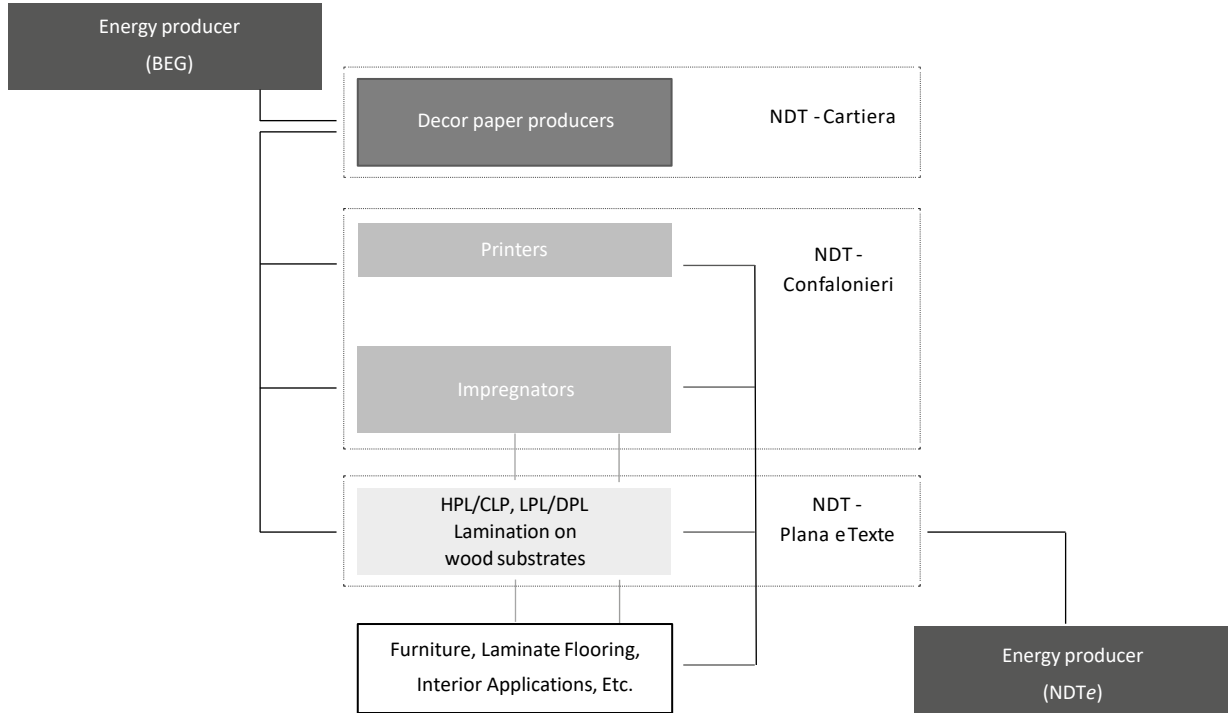 Energy producer
(BEG)
Decor paper producers
NDT - Cartiera
Printers
NDT -
Confalonieri
Impregnators
HPL/CLP, LPL/DPL
Lamination on
wood substrates
NDT -
Plana e Texte
Furniture, Laminate Flooring,
Interior Applications, Etc.
Energy producer
(NDTe)